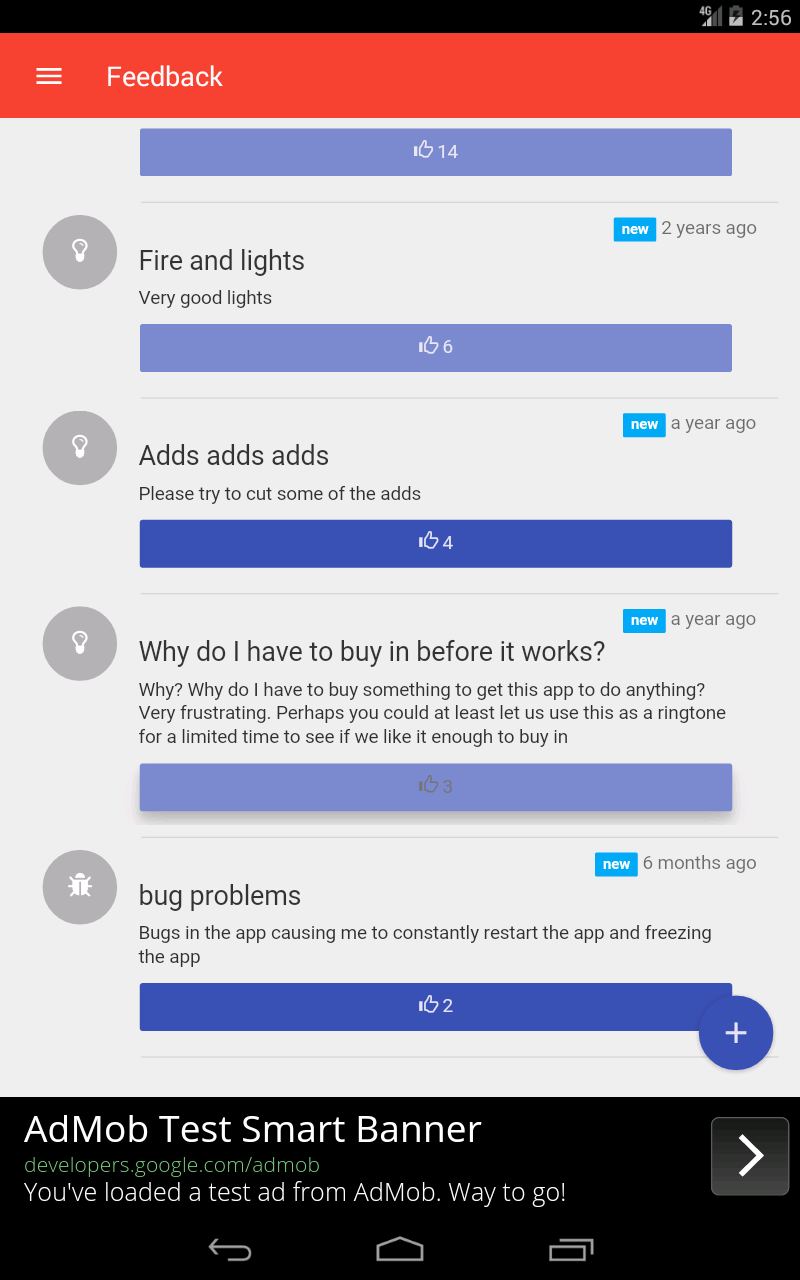 4G 2:56
Feedback
14
new 2 years ago
Fire and lights
Very good lights
6
new a year ago
Adds adds adds
Please try to cut some of the adds
4
new a year ago
Why do I have to buy in before it works?
Why? Why do I have to buy something to get this app to do anything?
Very frustrating. Perhaps you could at least let us use this as a ringtone
for a limited time to see if we like it enough to buy in
3
new 6 months ago
bug problems
Bugs in the app causing me to constantly restart the app and freezing
the app
2
+
AdMob Test Smart Banner
developers.google.com/admob
You've loaded a test ad from AdMob. Way to go!